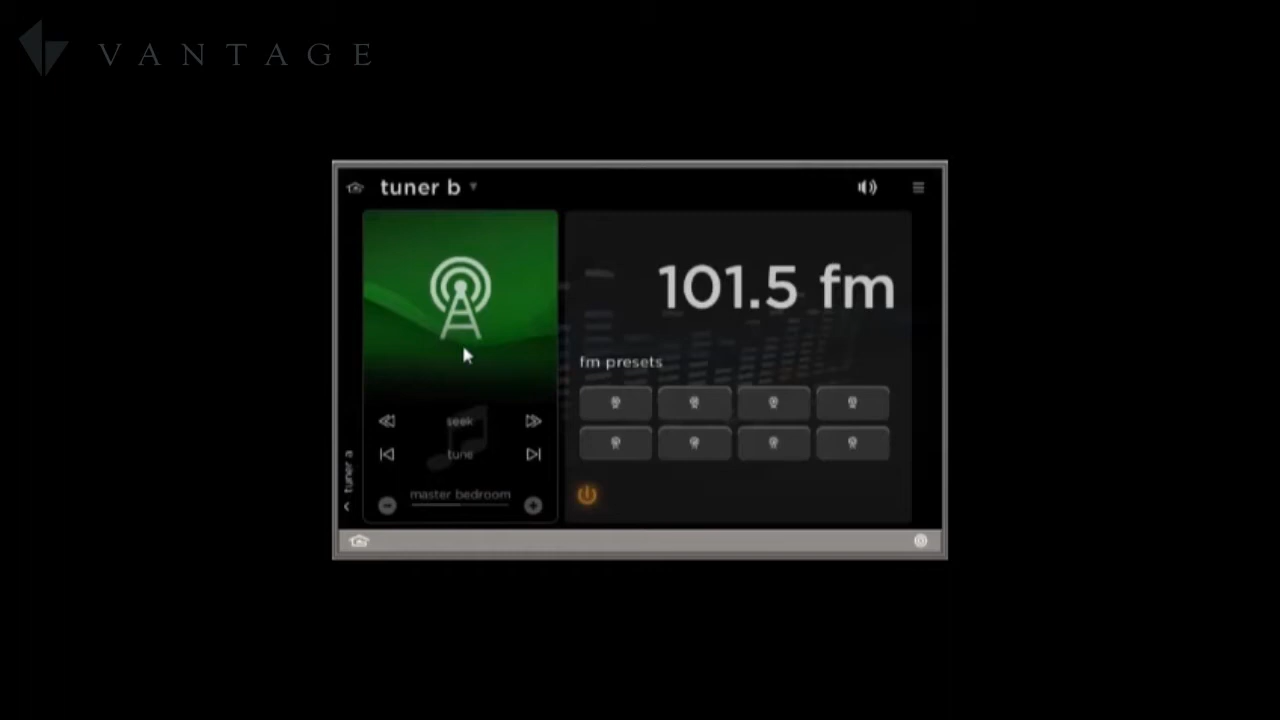 VANTAGE
tuner b
101.5 fm
fm presets
seek
tune
tuner a
master bedroom